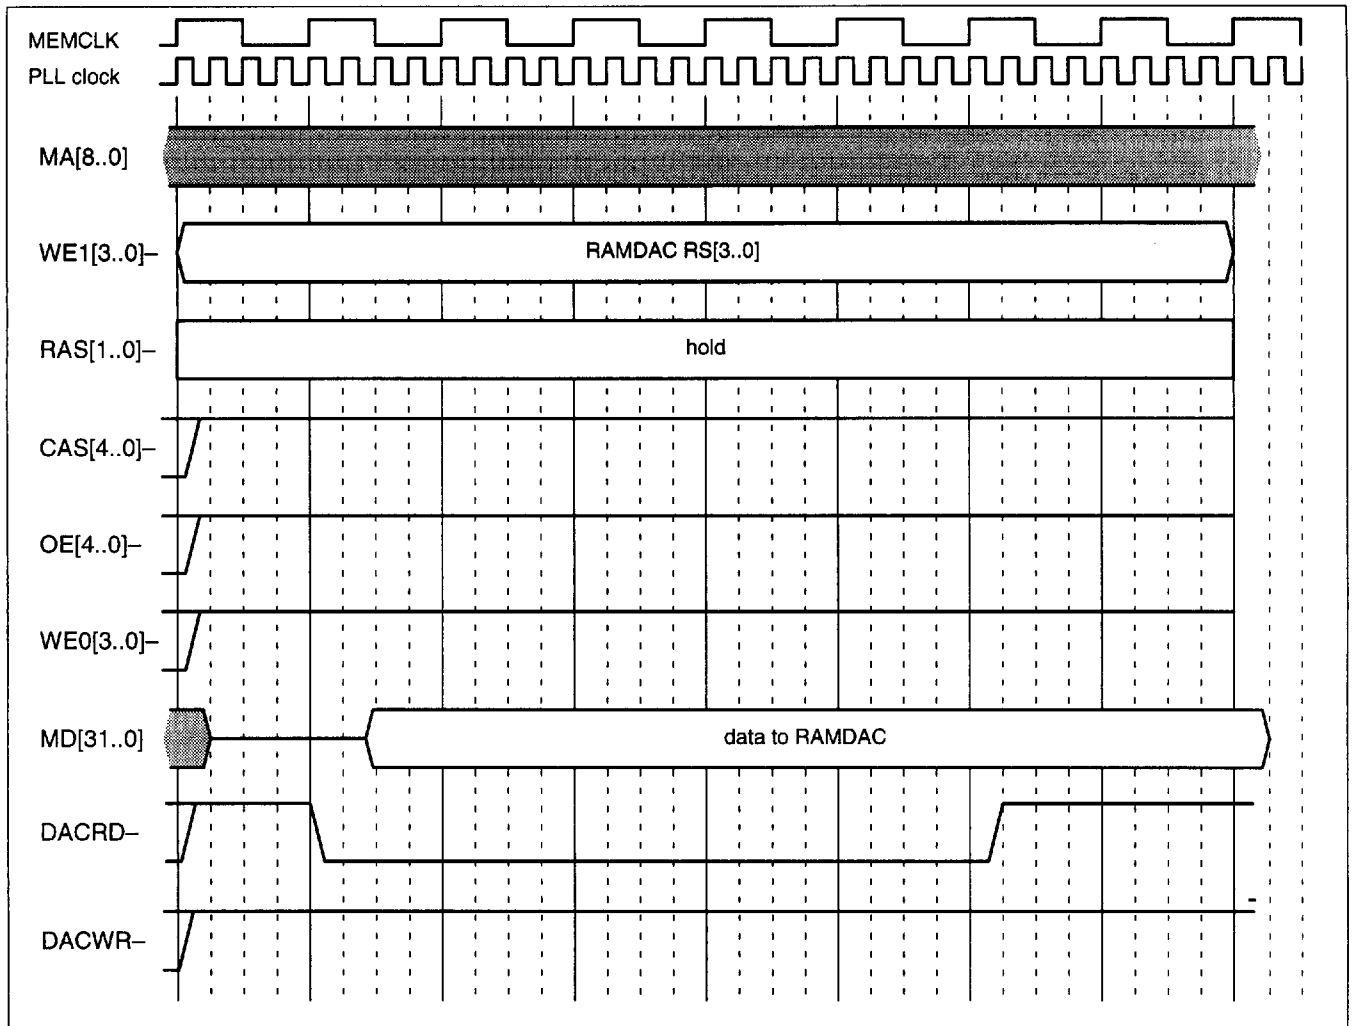 MEMCLK
PLL clock
MA[8..0]
WE1[3..0]–
RAMDAC RS[3..0]
RAS[1..0]–
hold
CAS[4..0]–
OE[4..0]–
WE0[3..0]–
MD[31..0]
data to RAMDAC
DACRD–
DACWR–